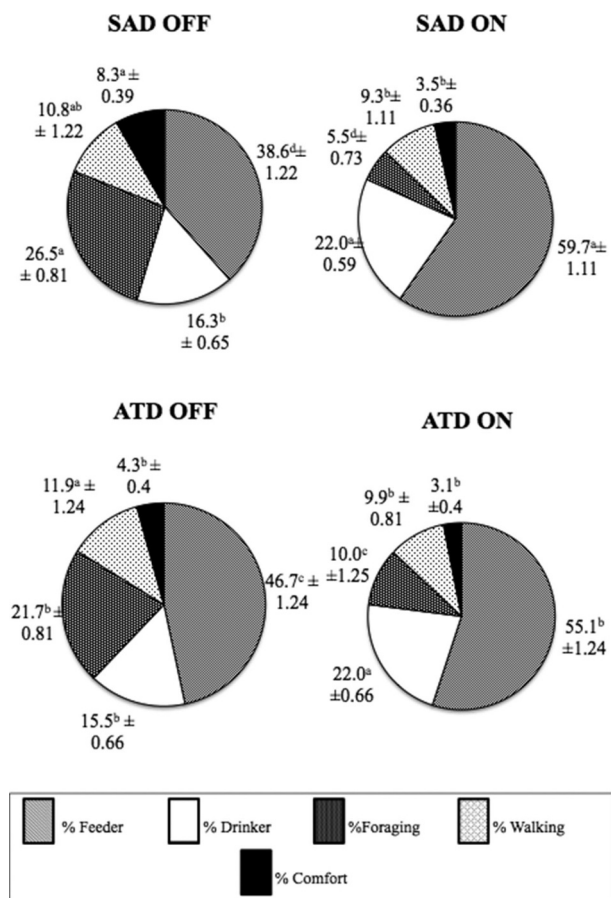 SAD OFF
8.3ᵃ ±
0.39
10.8ᵃᵇ
± 1.22
38.6ᵈ±
1.22
26.5ᵃ
± 0.81
16.3ᵇ
± 0.65
SAD ON
3.5ᵇ±
0.36
9.3ᵇ±
1.11
5.5ᵈ±
0.73
22.0ᵃ±
0.59
59.7ᵃ±
1.11
ATD OFF
4.3ᵇ ±
0.4
11.9ᵃ ±
1.24
46.7ᶜ ±
1.24
21.7ᵇ ±
0.81
15.5ᵇ ±
0.66
ATD ON
3.1ᵇ
±0.4
9.9ᵇ ±
0.81
10.0ᶜ
±1.25
55.1ᵇ
±1.24
22.0ᵃ
±0.66
% Feeder
% Drinker
%Foraging
% Walking
% Comfort